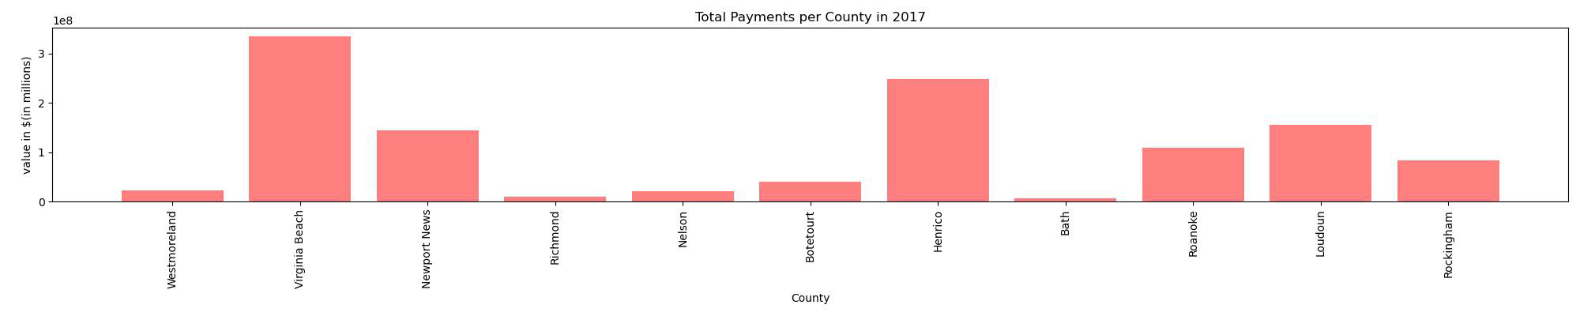 Total Payments per County in 2017
1e8
value in $(in millions)
3
2
1
0
Westmoreland
Virginia Beach
Newport News
Richmond
Nelson
Botetourt
Henrico
Bath
Roanoke
Loudoun
Rockingham
County